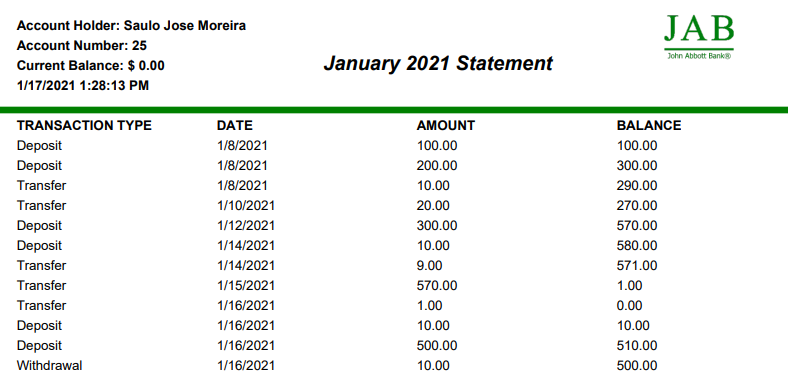 Account Holder: Saulo Jose Moreira
Account Number: 25
Current Balance: $ 0.00
1/17/2021 1:28:13 PM
January 2021 Statement
JAB
John Abbott Bank®
TRANSACTION TYPE DATE AMOUNT BALANCE
Deposit 1/8/2021 100.00 100.00
Deposit 1/8/2021 200.00 300.00
Transfer 1/8/2021 10.00 290.00
Transfer 1/10/2021 20.00 270.00
Deposit 1/12/2021 300.00 570.00
Deposit 1/14/2021 10.00 580.00
Transfer 1/14/2021 9.00 571.00
Transfer 1/15/2021 570.00 1.00
Transfer 1/16/2021 1.00 0.00
Deposit 1/16/2021 10.00 10.00
Deposit 1/16/2021 500.00 510.00
Withdrawal 1/16/2021 10.00 500.00